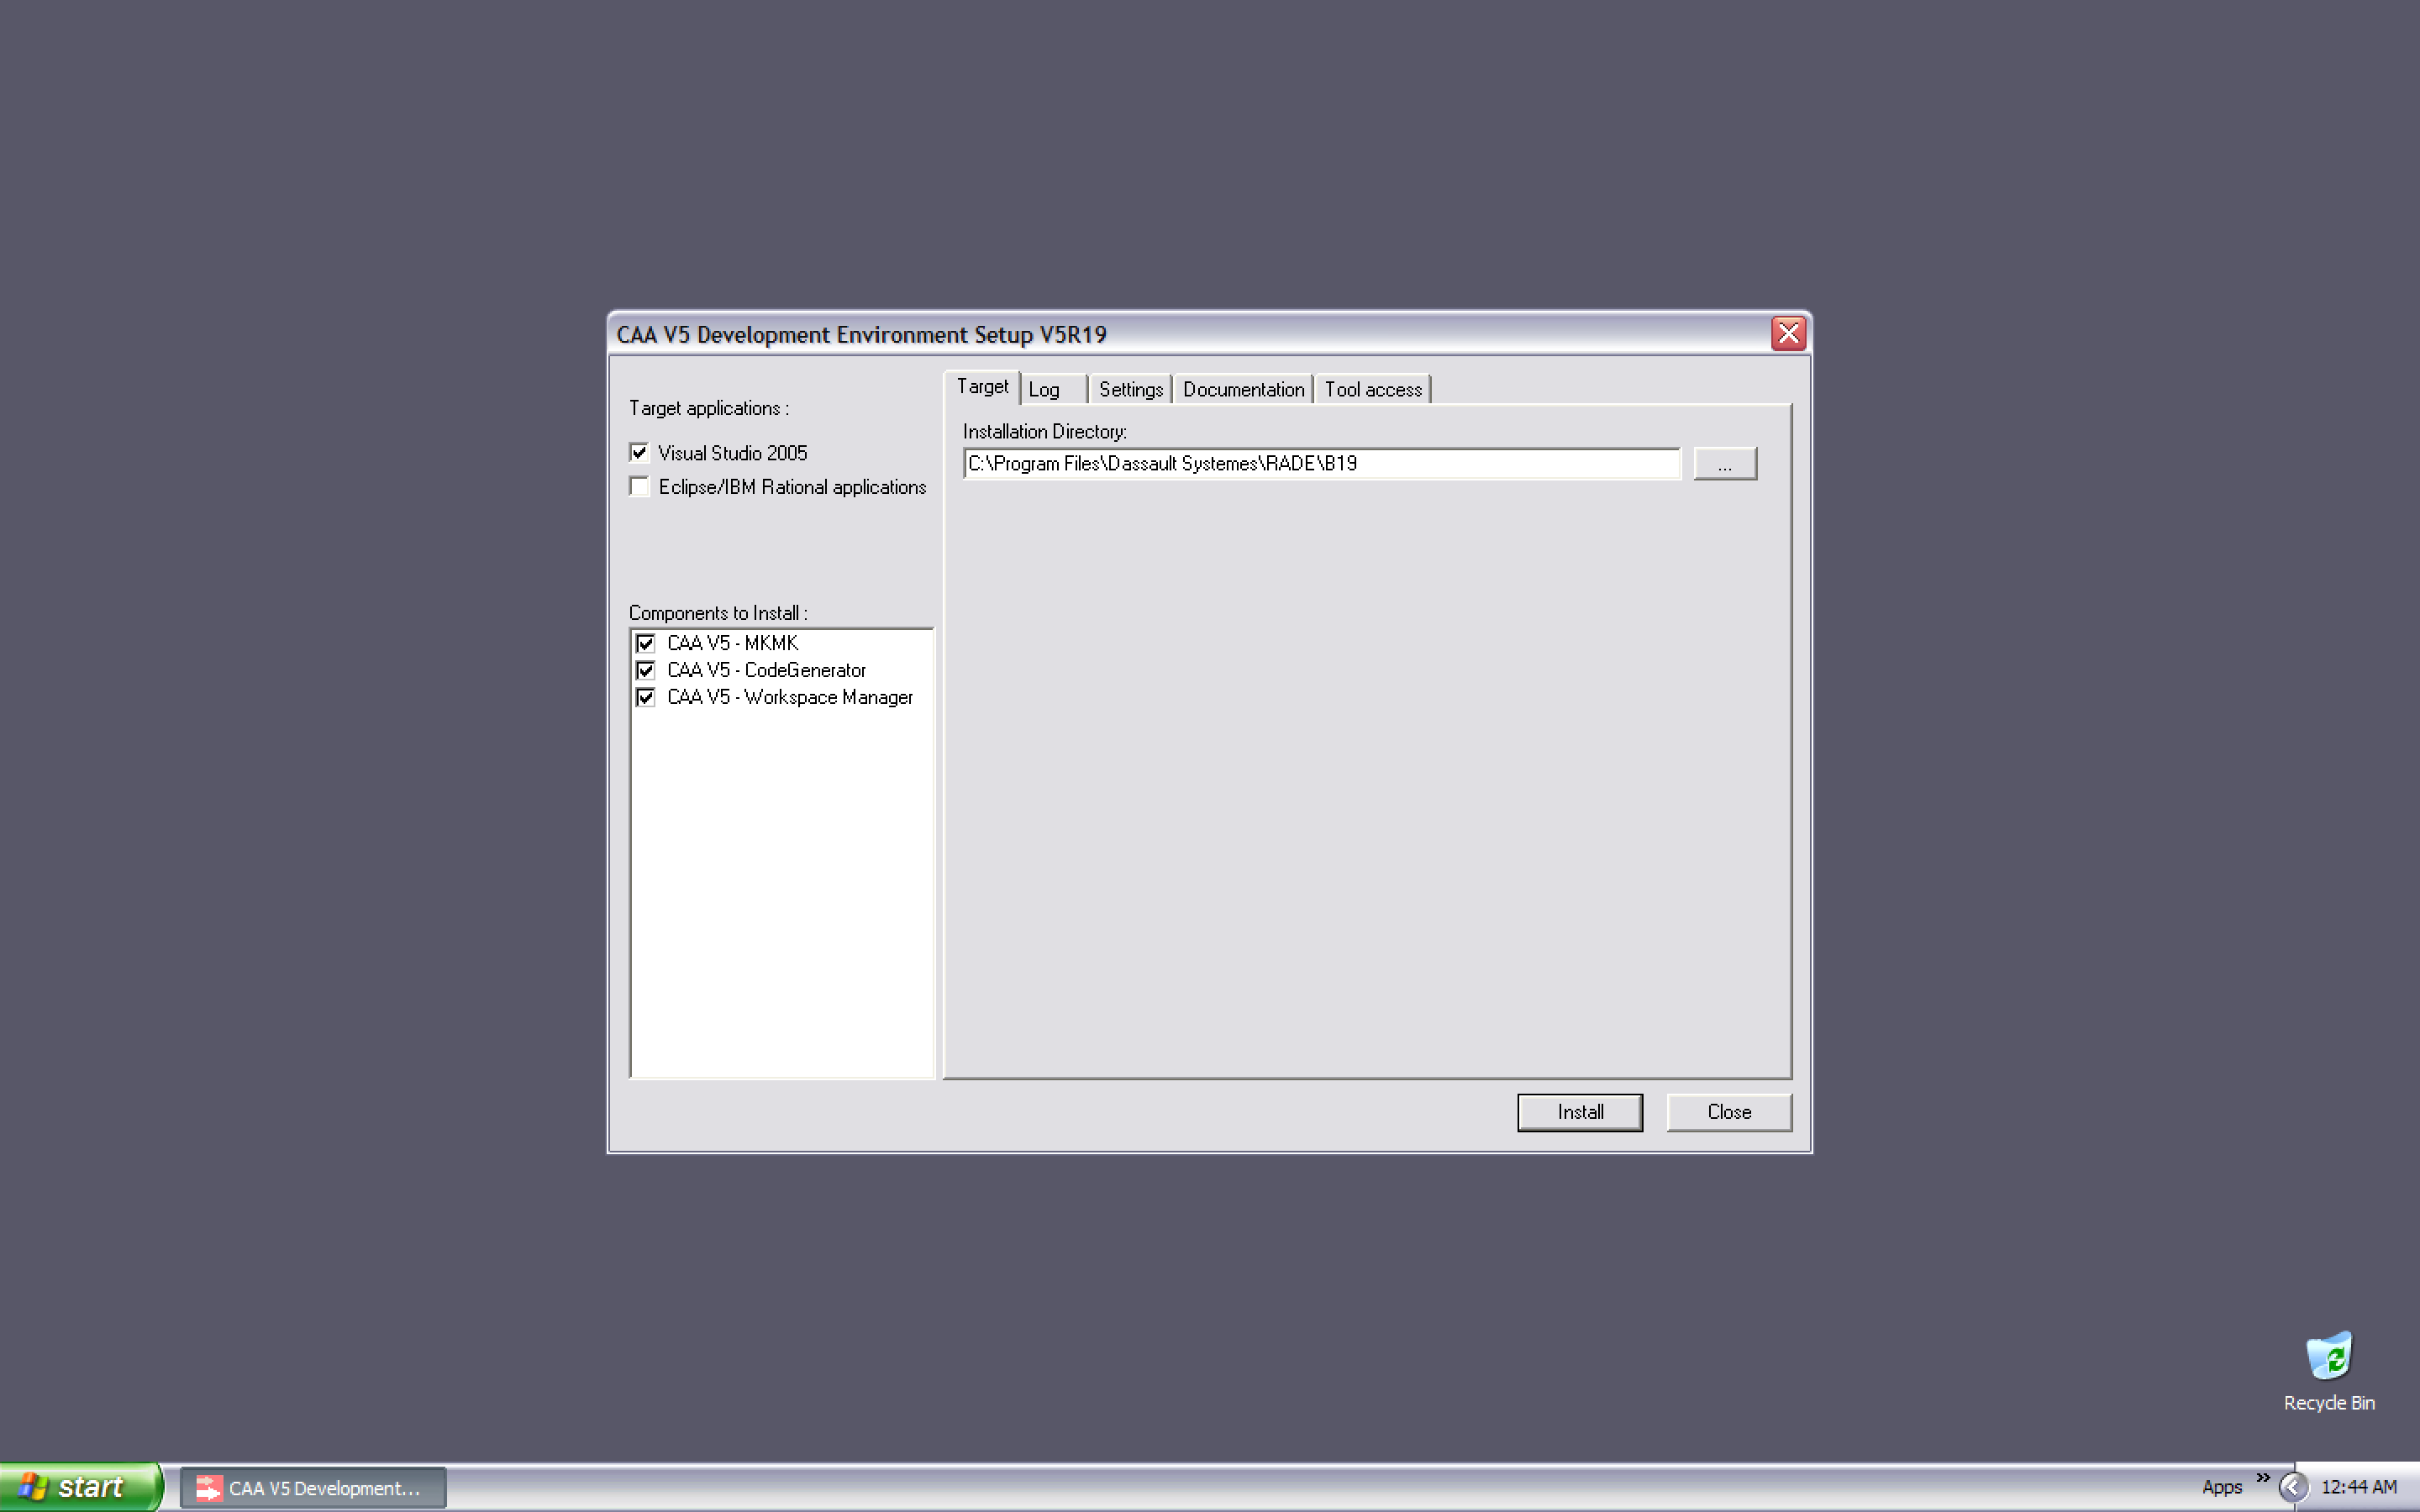 CAA V5 Development Environment Setup V5R19
Target applications :
Visual Studio 2005
Eclipse/IBM Rational applications
Components to Install :
CAA V5 - MKMK
CAA V5 - CodeGenerator
CAA V5 - Workspace Manager
Target
Log
Settings
Documentation
Tool access
Installation Directory:
C:\Program Files\Dassault Systemes\RADE\B19
...
Install
Close
Recycle Bin
start
CAA V5 Development...
Apps
12:44 AM